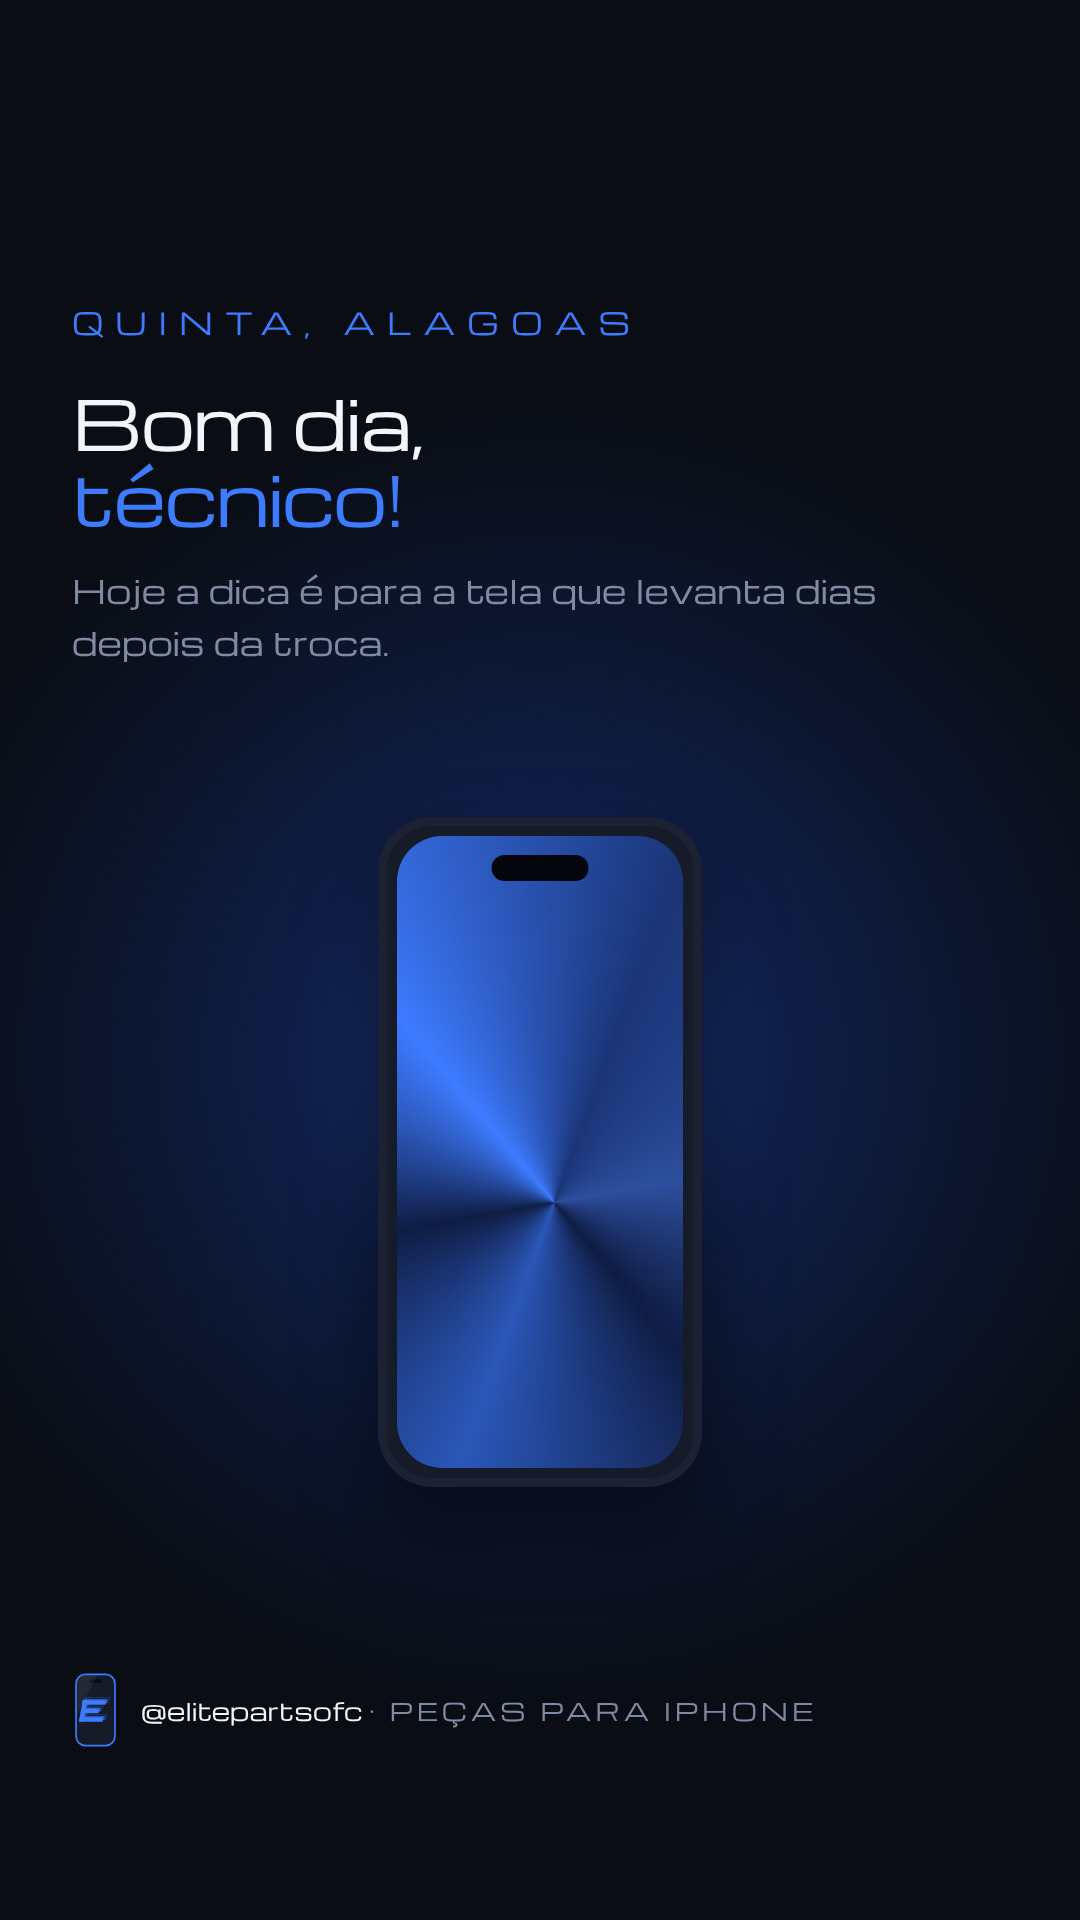 QUINTA, ALAGOAS
Bom dia,
técnico!
Hoje a dica é para a tela que levanta dias
depois da troca.
E
@elitepartsofc · PEÇAS PARA IPHONE